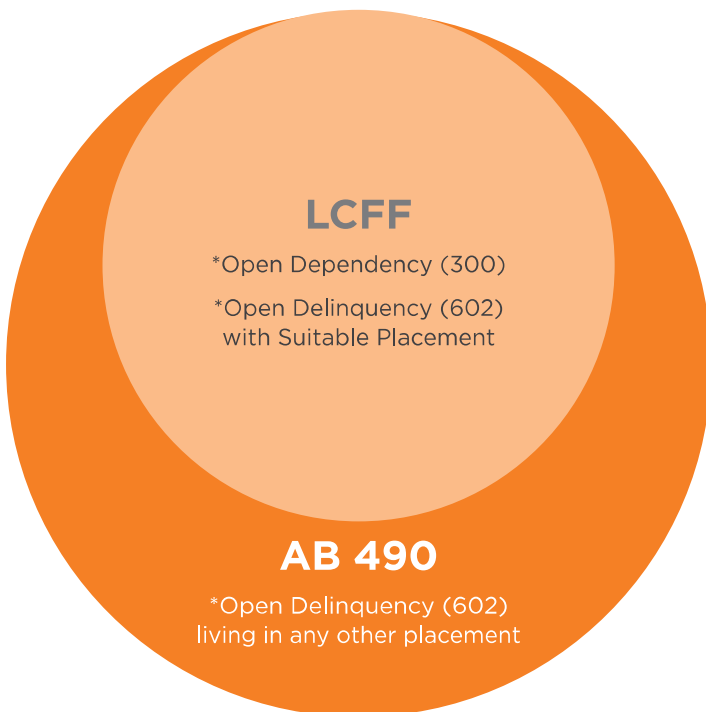 LCFF
*Open Dependency (300)
*Open Delinquency (602)
with Suitable Placement
AB 490
*Open Delinquency (602)
living in any other placement